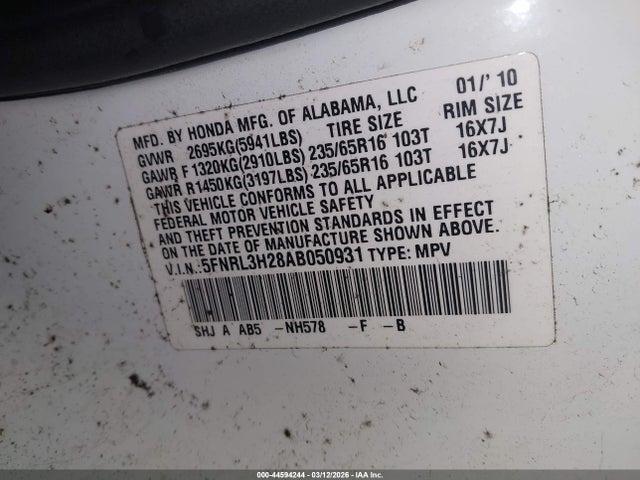 MFD. BY HONDA MFG. OF ALABAMA, LLC 01/'10
GVWR 2695KG(5941LBS) TIRE SIZE RIM SIZE
GAWR F 1320KG(2910LBS) 235/65R16 103T 16X7J
GAWR R1450KG(3197LBS) 235/65R16 103T 16X7J
THIS VEHICLE CONFORMS TO ALL APPLICABLE
FEDERAL MOTOR VEHICLE SAFETY
AND THEFT PREVENTION STANDARDS IN EFFECT
ON THE DATE OF MANUFACTURE SHOWN ABOVE.
V.I.N.:5FNRL3H28AB050931 TYPE: MPV
SHJ A AB5 -NH578 -F -B
000-44594244 - 03/12/2026 - IAA Inc.